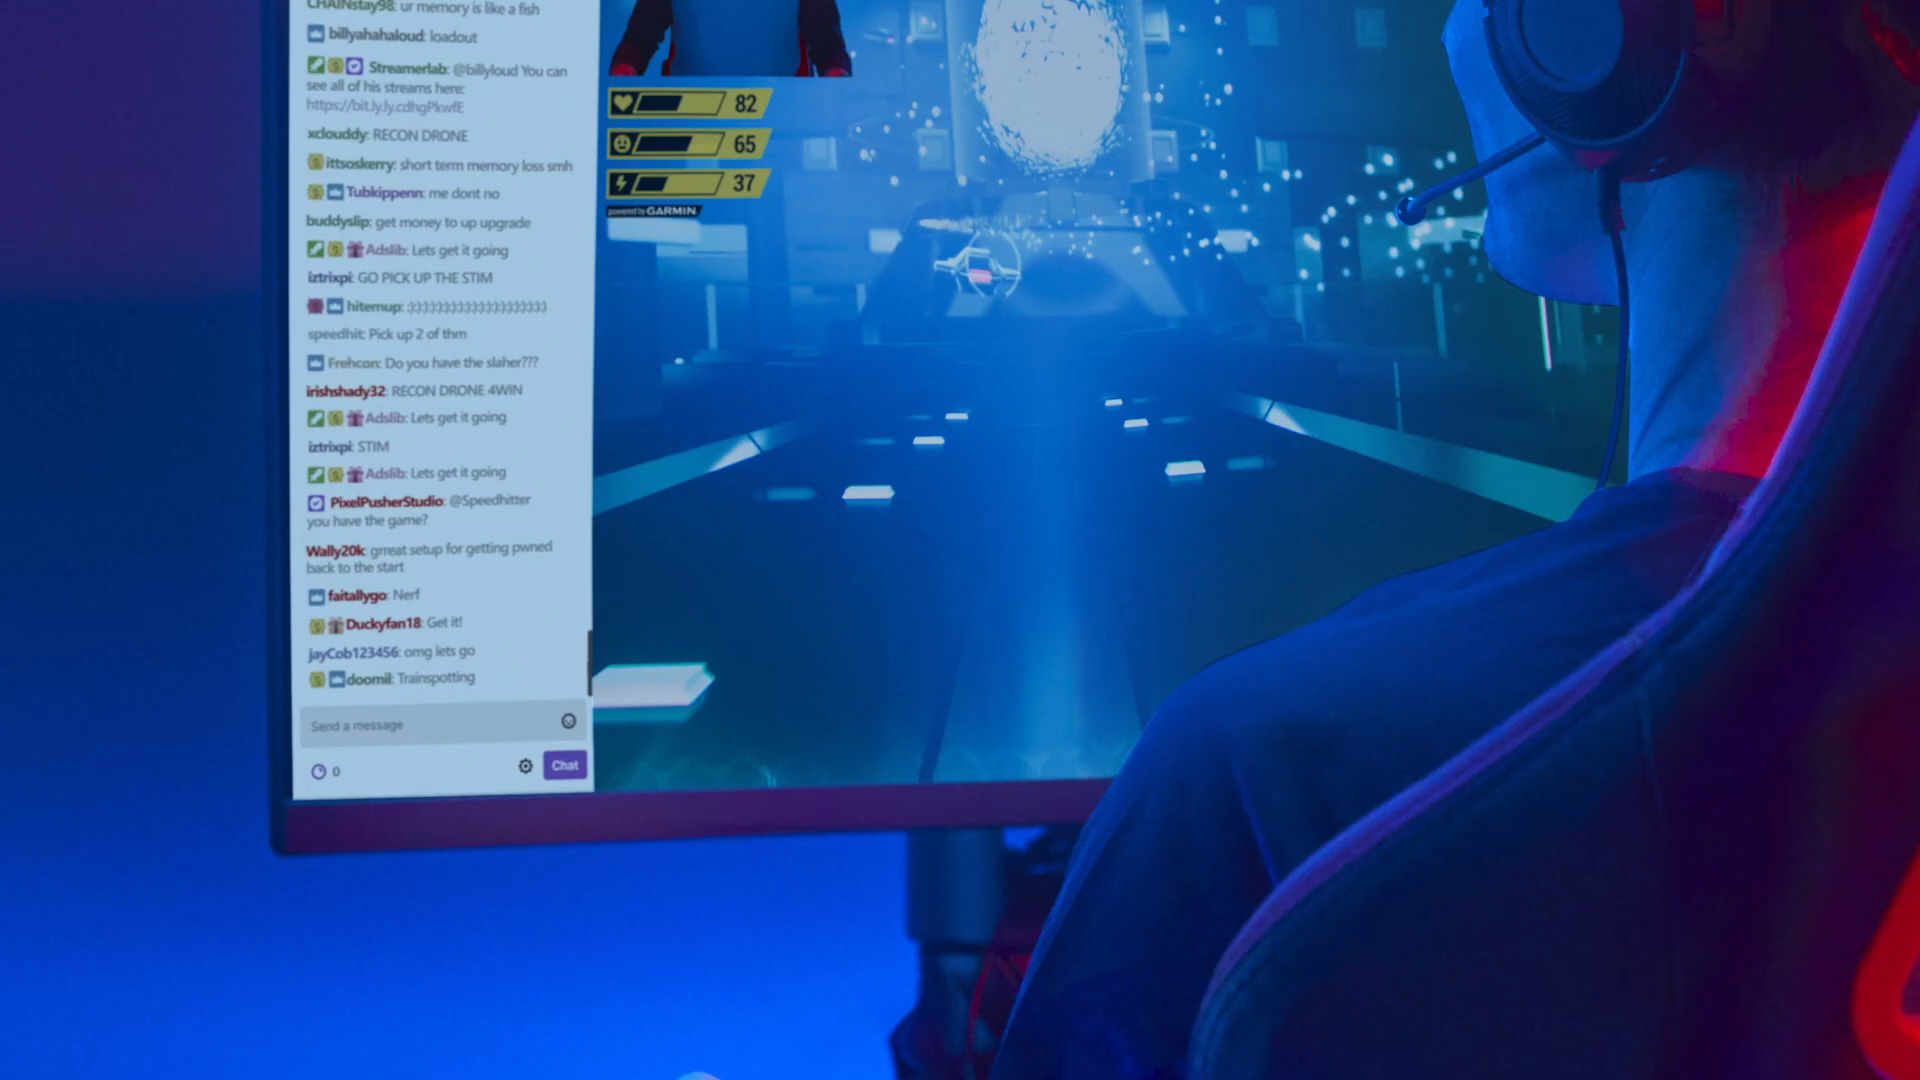 CHAINstay98: ur memory is like a fish
billyahahaloud: loadout
Streamerlab: @billyloud You can
see all of his streams here:
https://bit.ly.ly.cdhgPkwfE
xclouddy: RECON DRONE
ittsoskerry: short term memory loss smh
Tubkippenn: me dont no
buddyslip: get money to up upgrade
Adslib: Lets get it going
iztrixpi: GO PICK UP THE STIM
hitemup: :)))))))))))))))))))))
speedhit: Pick up 2 of thm
Frehcon: Do you have the slaher???
irishshady32: RECON DRONE 4WIN
Adslib: Lets get it going
iztrixpi: STIM
Adslib: Lets get it going
PixelPusherStudio: @Speedhitter
you have the game?
Wally20k: grreat setup for getting pwned
back to the start
faitallygo: Nerf
Duckyfan18: Get it!
jayCob123456: omg lets go
doomil: Trainspotting
Send a message
0
Chat
82
65
37
powered by GARMIN